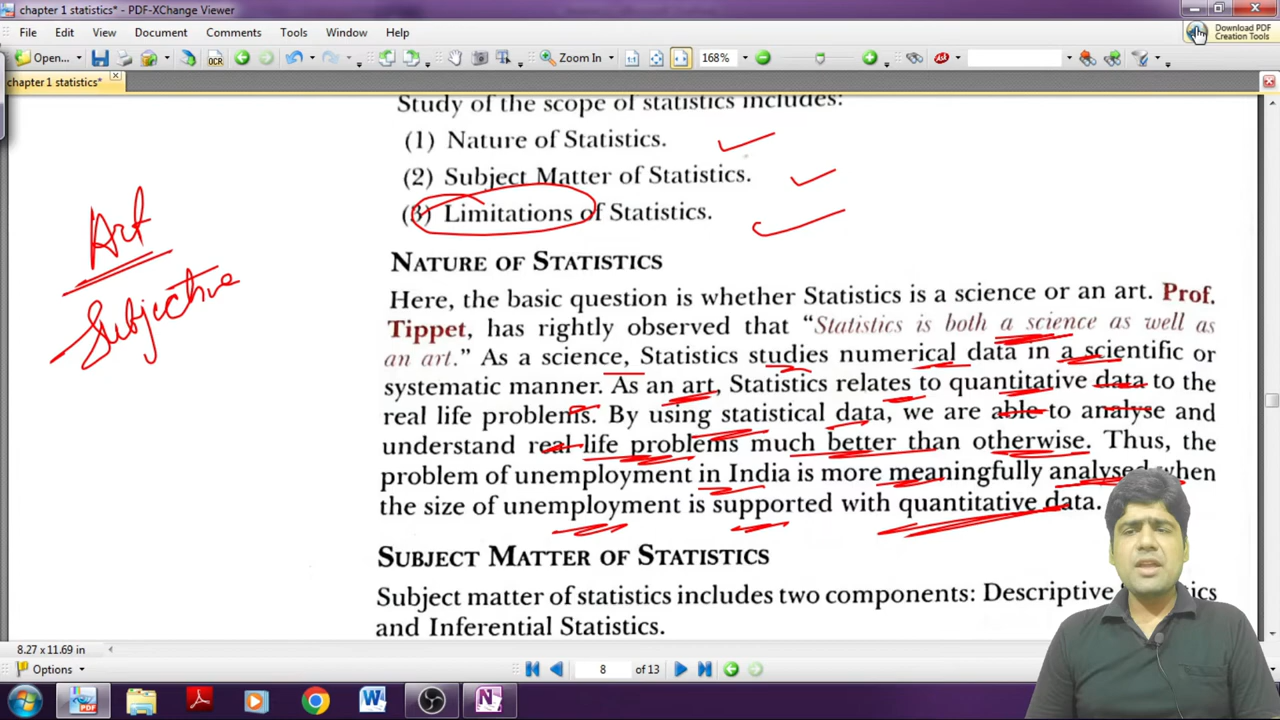 chapter 1 statistics* - PDF-XChange Viewer
File Edit View Document Comments Tools Window Help
Download PDF
Creation Tools
Open... OCR Zoom In 168%
chapter 1 statistics*
Study of the scope of statistics includes:
(1) Nature of Statistics.
(2) Subject Matter of Statistics.
(3) Limitations of Statistics.
Art
Subjective
NATURE OF STATISTICS
Here, the basic question is whether Statistics is a science or an art. Prof.
Tippet, has rightly observed that “Statistics is both a science as well as
an art.” As a science, Statistics studies numerical data in a scientific or
systematic manner. As an art, Statistics relates to quantitative data to the
real life problems. By using statistical data, we are able to analyse and
understand real life problems much better than otherwise. Thus, the
problem of unemployment in India is more meaningfully analysed when
the size of unemployment is supported with quantitative data.
SUBJECT MATTER OF STATISTICS
Subject matter of statistics includes two components: Descriptive
and Inferential Statistics.
8.27 x 11.69 in
Options 8 of 13